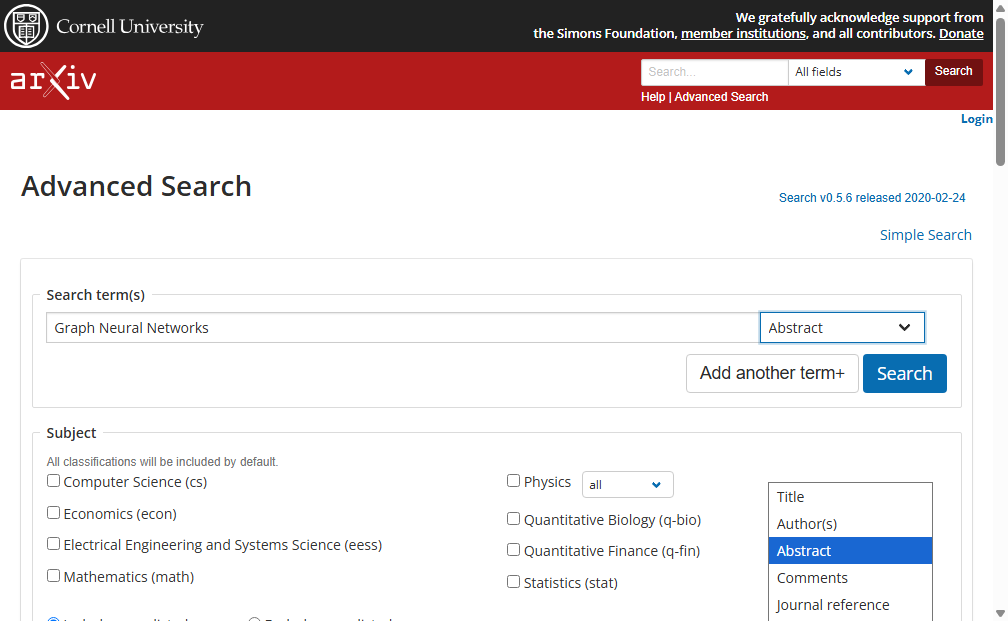 Cornell University
We gratefully acknowledge support from
the Simons Foundation, member institutions, and all contributors. Donate
arXiv
Search...
All fields
Search
Help | Advanced Search
Login
Advanced Search
Search v0.5.6 released 2020-02-24
Simple Search
Search term(s)
Graph Neural Networks
Abstract
Add another term+
Search
Subject
All classifications will be included by default.
Computer Science (cs)
Economics (econ)
Electrical Engineering and Systems Science (eess)
Mathematics (math)
Physics
all
Quantitative Biology (q-bio)
Quantitative Finance (q-fin)
Statistics (stat)
Title
Author(s)
Abstract
Comments
Journal reference